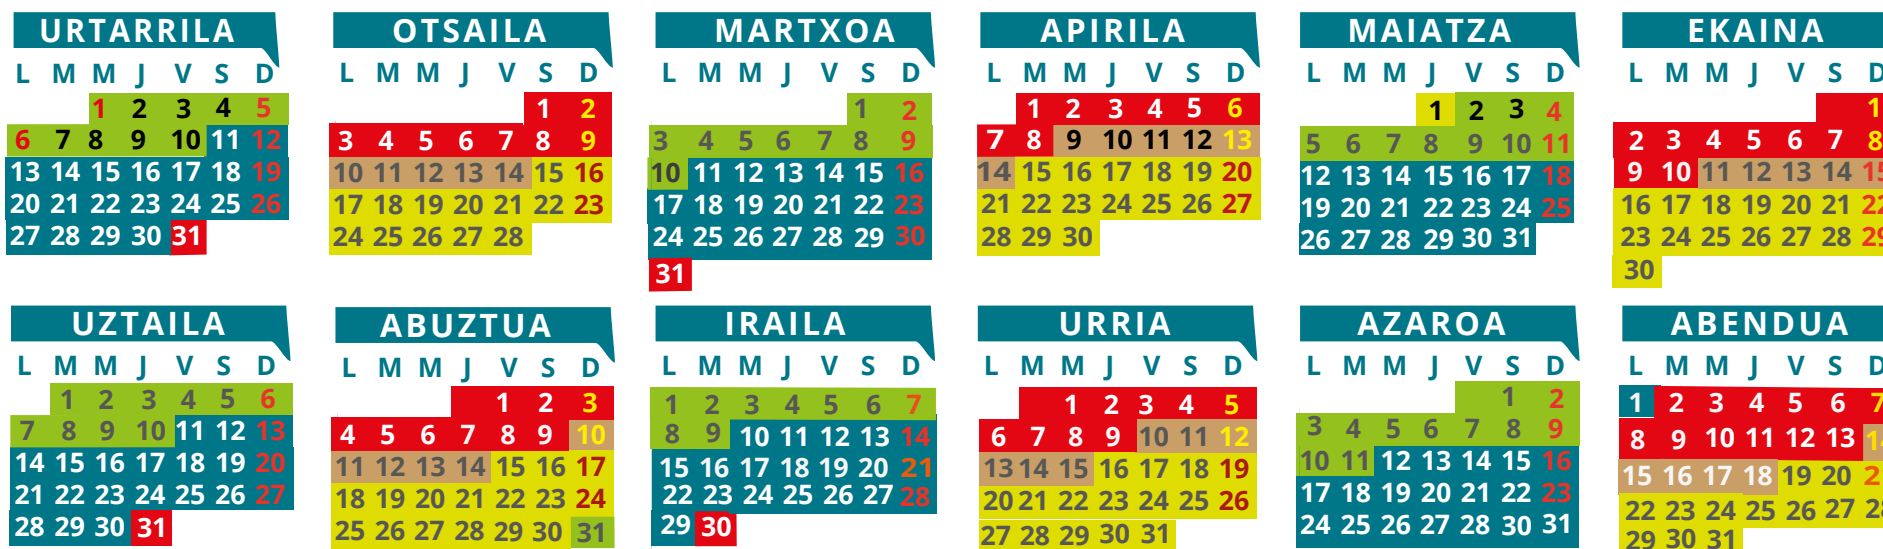 URTARRILA
L M M J V S D
1 2 3 4 5
6 7 8 9 10 11 12
13 14 15 16 17 18 19
20 21 22 23 24 25 26
27 28 29 30 31
OTSAILA
L M M J V S D
1 2
3 4 5 6 7 8 9
10 11 12 13 14 15 16
17 18 19 20 21 22 23
24 25 26 27 28
MARTXOA
L M M J V S D
1 2
3 4 5 6 7 8 9
10 11 12 13 14 15 16
17 18 19 20 21 22 23
24 25 26 27 28 29 30
31
APIRILA
L M M J V S D
1 2 3 4 5 6
7 8 9 10 11 12 13
14 15 16 17 18 19 20
21 22 23 24 25 26 27
28 29 30
MAIATZA
L M M J V S D
1 2 3 4
5 6 7 8 9 10 11
12 13 14 15 16 17 18
19 20 21 22 23 24 25
26 27 28 29 30 31
EKAINA
L M M J V S D
1
2 3 4 5 6 7 8
9 10 11 12 13 14 15
16 17 18 19 20 21 22
23 24 25 26 27 28 29
30
UZTAILA
L M M J V S D
1 2 3 4 5 6
7 8 9 10 11 12 13
14 15 16 17 18 19 20
21 22 23 24 25 26 27
28 29 30 31
ABUZTUA
L M M J V S D
1 2 3
4 5 6 7 8 9 10
11 12 13 14 15 16 17
18 19 20 21 22 23 24
25 26 27 28 29 30 31
IRAILA
L M M J V S D
1 2 3 4 5 6 7
8 9 10 11 12 13 14
15 16 17 18 19 20 21
22 23 24 25 26 27 28
29 30
URRIA
L M M J V S D
1 2 3 4 5
6 7 8 9 10 11 12
13 14 15 16 17 18 19
20 21 22 23 24 25 26
27 28 29 30 31
AZAROA
L M M J V S D
1 2
3 4 5 6 7 8 9
10 11 12 13 14 15 16
17 18 19 20 21 22 23
24 25 26 27 28 30 31
ABENDUA
L M M J V S D
1 2 3 4 5 6 7
8 9 10 11 12 13 14
15 16 17 18 19 20 2
22 23 24 25 26 27 28
29 30 31